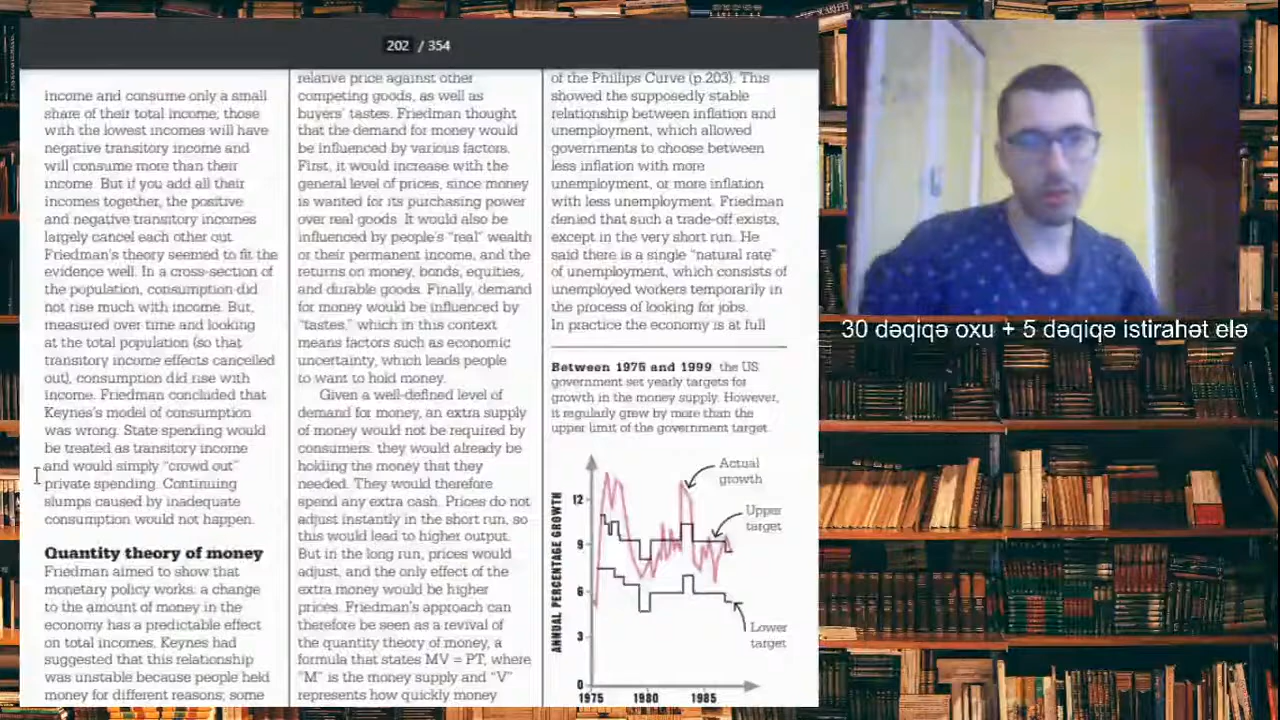 202 / 354
income and consume only a small
share of their total income; those
with the lowest incomes will have
negative transitory income and
will consume more than their
income. But if you add all their
incomes together, the positive
and negative transitory incomes
largely cancel each other out.
Friedman's theory seemed to fit the
evidence well. In a cross-section of
the population, consumption did
not rise much with income. But,
measured over time and looking
at the total population (so that
transitory income effects cancelled
out), consumption did rise with
income. Friedman concluded that
Keynes's model of consumption
was wrong. State spending would
be treated as transitory income
and would simply "crowd out"
private spending. Continuing
slumps caused by inadequate
consumption would not happen.
Quantity theory of money
Friedman aimed to show that
monetary policy works: a change
to the amount of money in the
economy has a predictable effect
on total incomes. Keynes had
suggested that this relationship
was unstable because people held
money for different reasons; some
relative price against other
competing goods, as well as
buyers' tastes. Friedman thought
that the demand for money would
be influenced by various factors.
First, it would increase with the
general level of prices, since money
is wanted for its purchasing power
over real goods. It would also be
influenced by people's "real" wealth
or their permanent income, and the
returns on money, bonds, equities,
and durable goods. Finally, demand
for money would be influenced by
"tastes," which in this context
means factors such as economic
uncertainty, which leads people
to want to hold money.
Given a well-defined level of
demand for money, an extra supply
of money would not be required by
consumers; they would already be
holding the money that they
needed. They would therefore
spend any extra cash. Prices do not
adjust instantly in the short run, so
this would lead to higher output.
But in the long run, prices would
adjust, and the only effect of the
extra money would be higher
prices. Friedman's approach can
therefore be seen as a revival of
the quantity theory of money, a
formula that states MV = PT, where
"M" is the money supply and "V"
represents how quickly money
of the Phillips Curve (p.203). This
showed the supposedly stable
relationship between inflation and
unemployment, which allowed
governments to choose between
less inflation with more
unemployment, or more inflation
with less unemployment. Friedman
denied that such a trade-off exists,
except in the very short run. He
said there is a single "natural rate"
of unemployment, which consists of
unemployed workers temporarily in
the process of looking for jobs.
In practice the economy is at full
Between 1975 and 1999 the US
government set yearly targets for
growth in the money supply. However,
it regularly grew by more than the
upper limit of the government target.
ANNUAL PERCENTAGE GROWTH
12
9
6
3
0
1975 1980 1985
Actual
growth
Upper
target
Lower
target
30 dəqiqə oxu + 5 dəqiqə istirahət elə